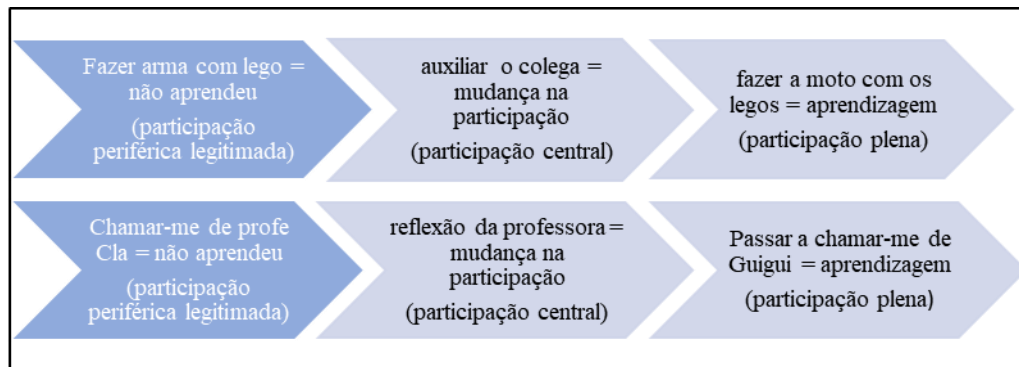 Fazer arma com lego =
não aprendeu
(participação
periférica legitimada)
auxiliar o colega =
mudança na
participação
(participação central)
fazer a moto com os
legos = aprendizagem
(participação plena)
Chamar-me de profe
Cla = não aprendeu
(participação
periférica legitimada)
reflexão da professora =
mudança na
participação
(participação central)
Passar a chamar-me de
Guigui = aprendizagem
(participação plena)